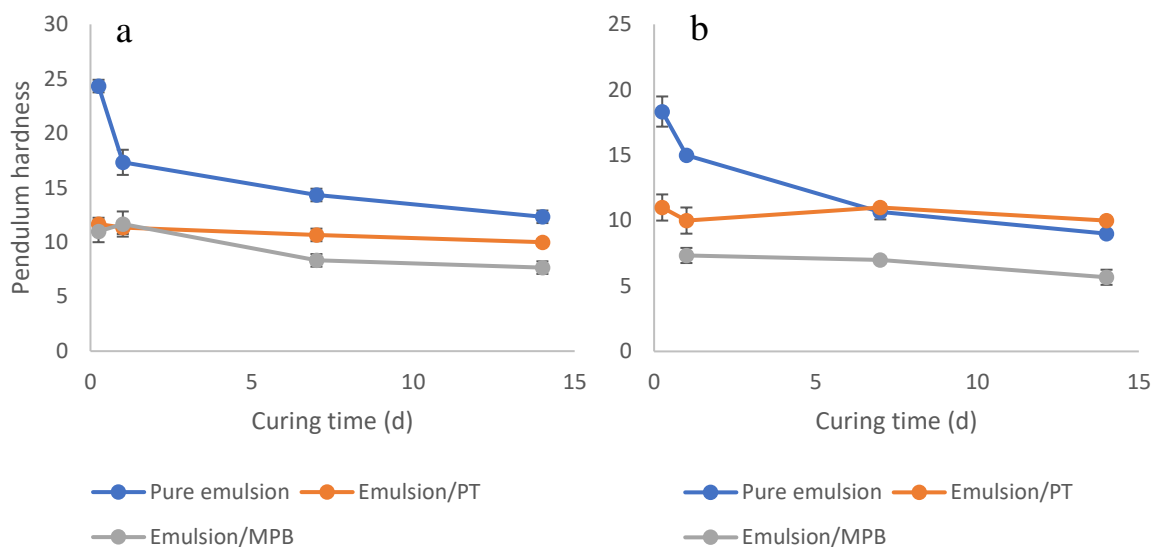 a
30
25
20
15
10
5
0
Pendulum hardness
0 5 10 15
Curing time (d)
Pure emulsion Emulsion/PT
Emulsion/MPB
b
25
20
15
10
5
0
0 5 10 15
Curing time (d)
Pure emulsion Emulsion/PT
Emulsion/MPB